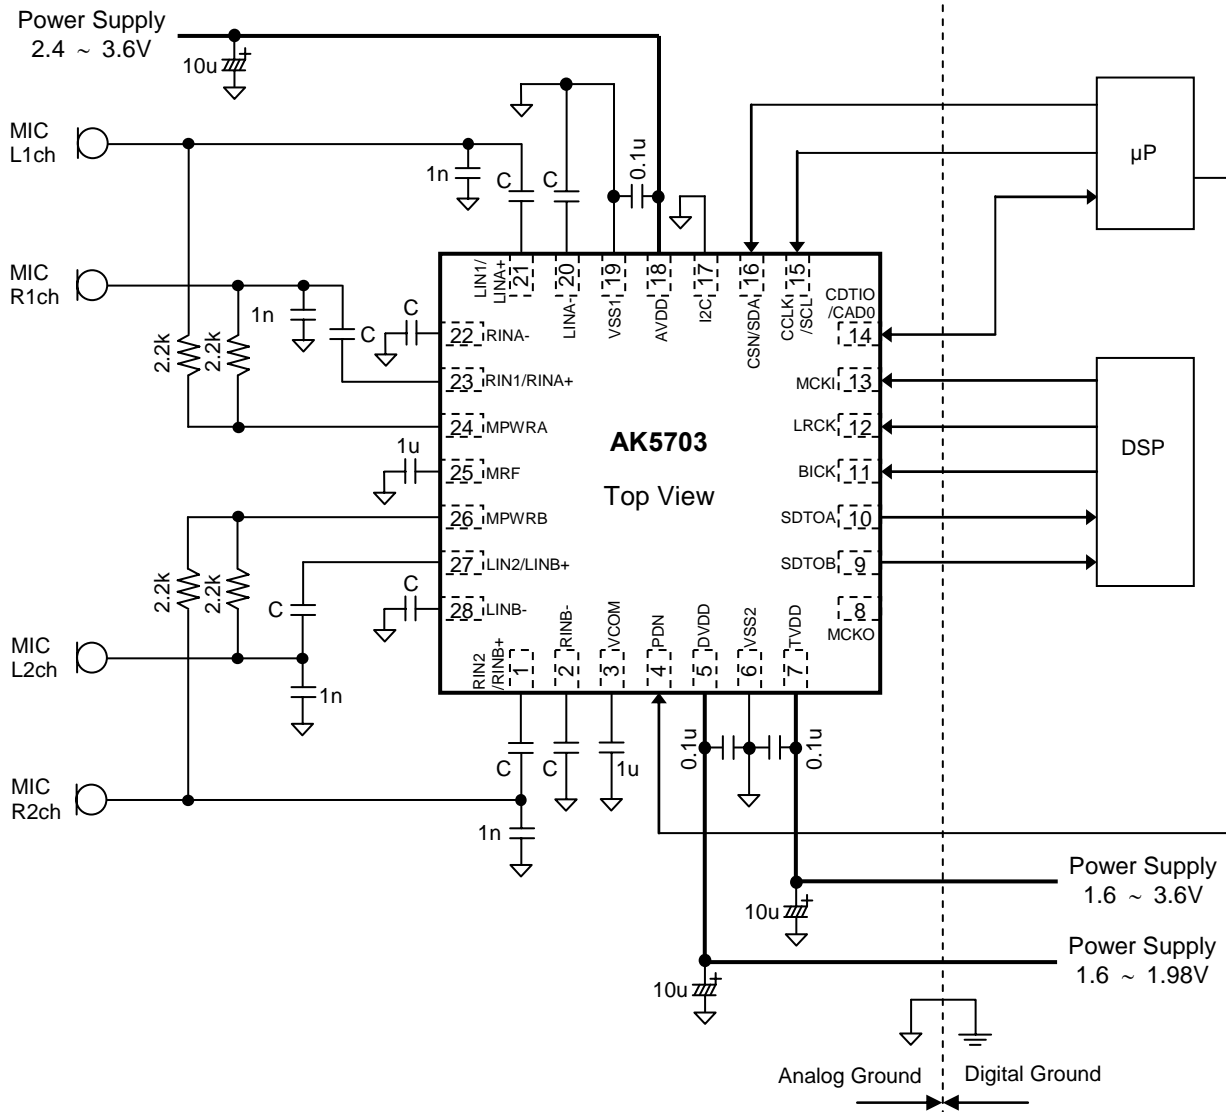 Power Supply
2.4 ~ 3.6V
10u
+
MIC
L1ch
1n
C
C
0.1u
µP
MIC
R1ch
1n
C
C
2.2k
2.2k
LIN1/
LINA+
21
20
LINA-
19
VSS1
18
AVDD
17
I2C
16
CSN/SDA
15
CCLK
/SCL
CDTIO
/CAD0
14
22 RINA-
23 RIN1/RINA+
24 MPWRA
1u
25 MRF
26 MPWRB
27 LIN2/LINB+
C
28 LINB-
AK5703
Top View
MCKI 13
LRCK 12
BICK 11
SDTOA 10
SDTOB 9
8
MCKO
DSP
2.2k
2.2k
C
MIC
L2ch
1n
RIN2
/RINB+
1
RINB-
2
VCOM
3
PDN
4
DVDD
5
VSS2
6
TVDD
7
C
C
1u
0.1u
0.1u
MIC
R2ch
1n
Power Supply
1.6 ~ 3.6V
10u
+
Power Supply
1.6 ~ 1.98V
10u
+
Analog Ground
Digital Ground